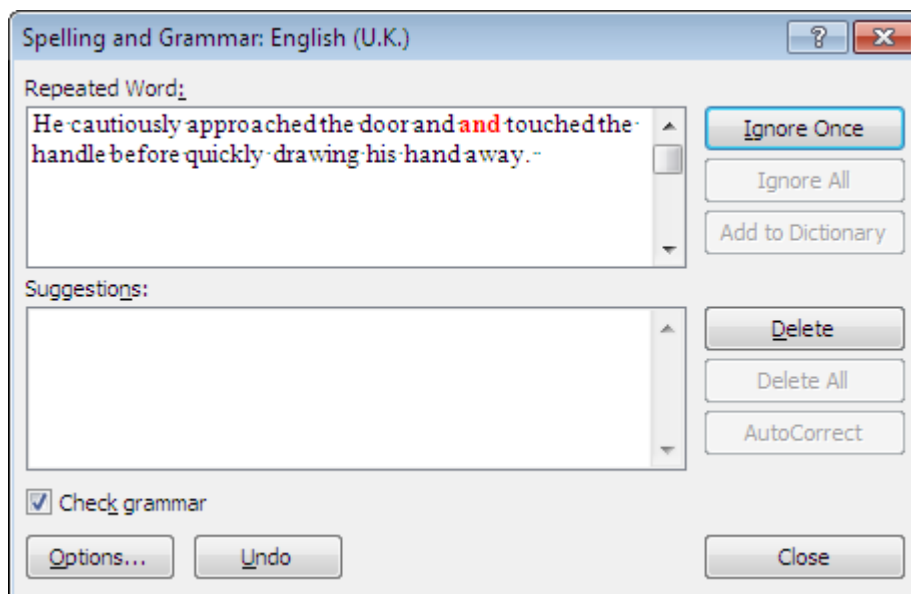 Spelling and Grammar: English (U.K.)
Repeated Word:
He cautiously approached the door and and touched the
handle before quickly drawing his hand away.
Ignore Once
Ignore All
Add to Dictionary
Suggestions:
Delete
Delete All
AutoCorrect
Check grammar
Options...
Undo
Close